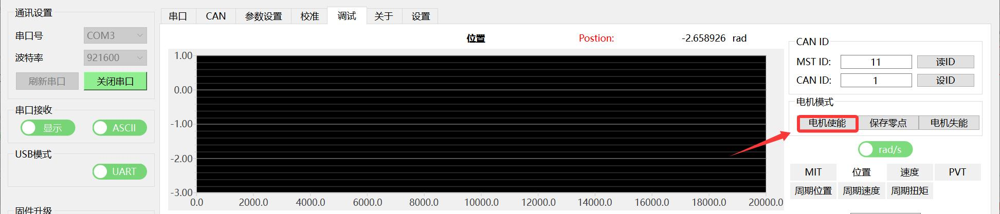 通讯设置
串口号 COM3
波特率 921600
刷新串口 关闭串口
串口接收
显示 ASCII
USB模式
UART
固件升级
串口 CAN 参数设置 校准 调试 关于 设置
位置 Postion: -2.658926 rad
1.00
0.00
-1.00
-2.00
-3.00
0.0 2000.0 4000.0 6000.0 8000.0 10000.0 12000.0 14000.0 16000.0 18000.0 20000.0
CAN ID
MST ID: 11 读ID
CAN ID: 1 设ID
电机模式
电机使能 保存零点 电机失能
rad/s
MIT 位置 速度 PVT
周期位置 周期速度 周期扭矩